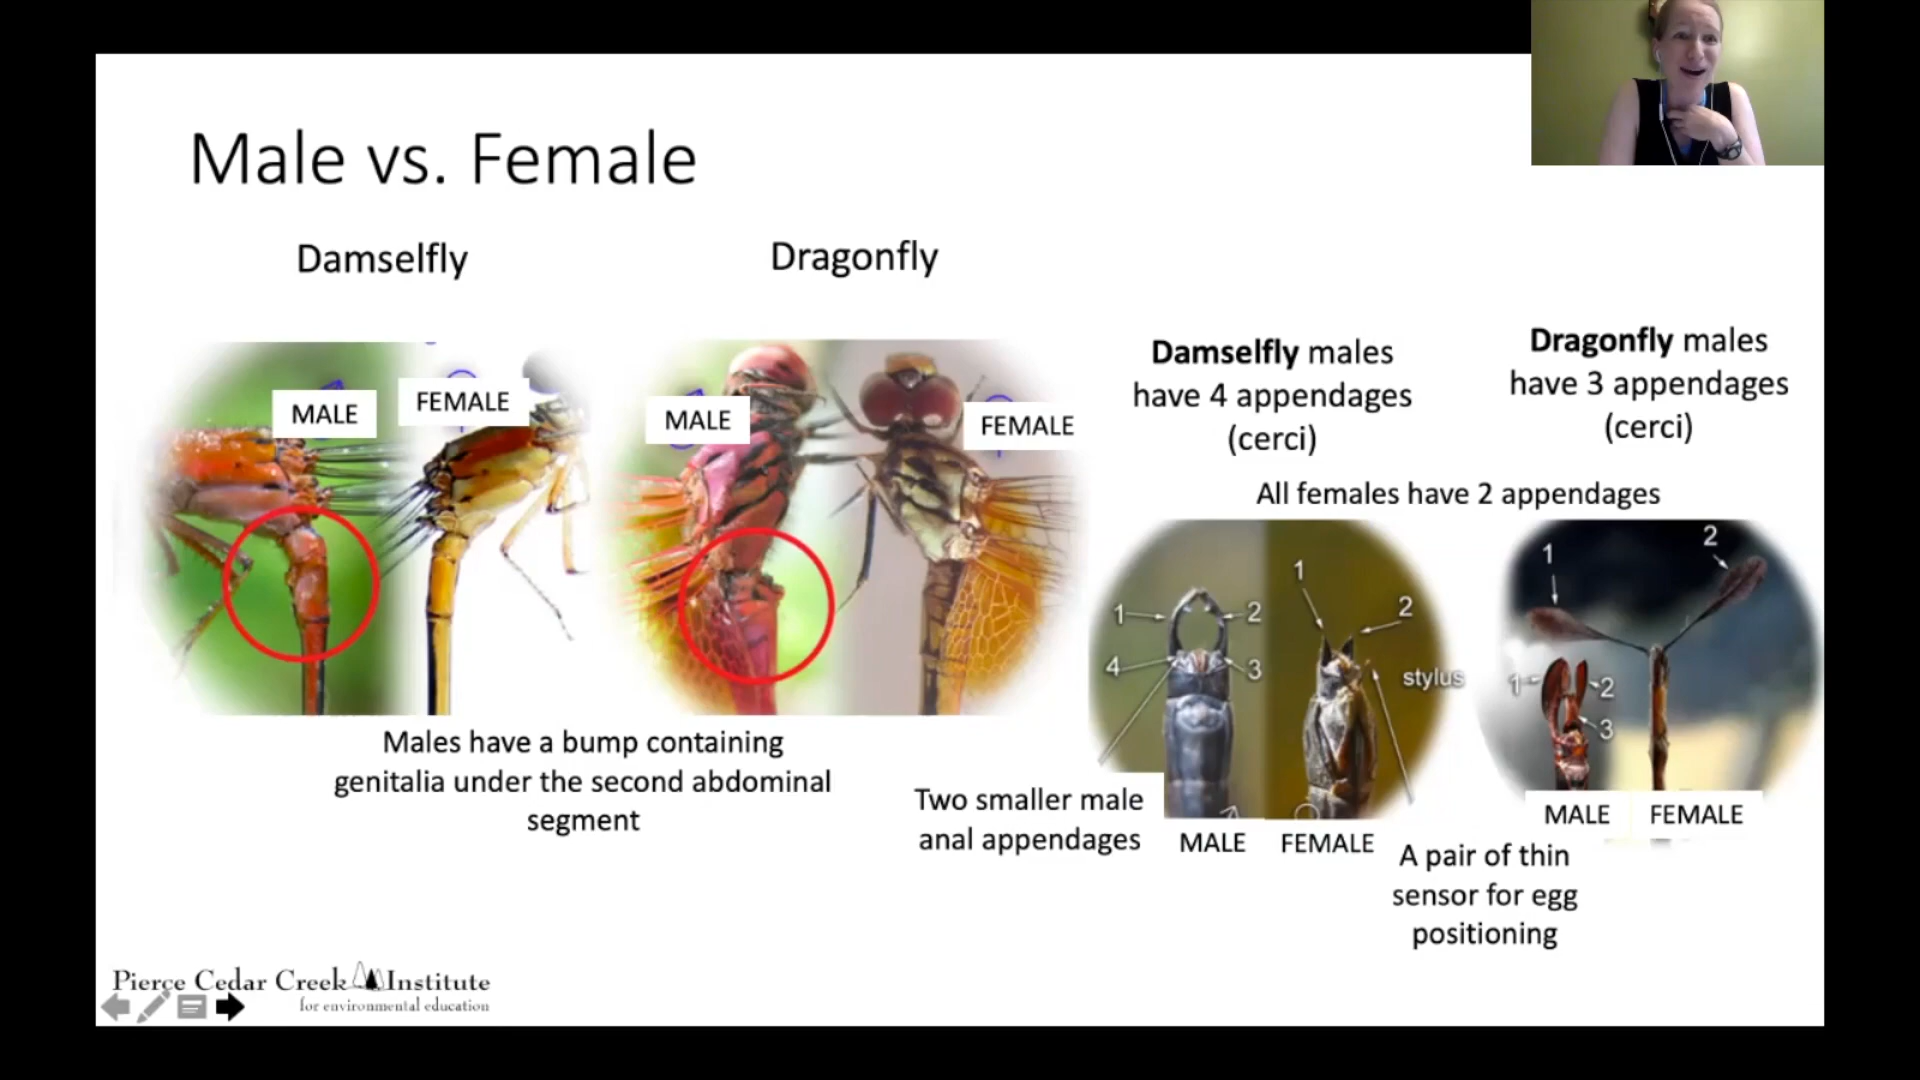 Male vs. Female
Damselfly
Dragonfly
MALE
FEMALE
MALE
FEMALE
Males have a bump containing
genitalia under the second abdominal
segment
Damselfly males
have 4 appendages
(cerci)
Dragonfly males
have 3 appendages
(cerci)
All females have 2 appendages
1
2
4
3
1
2
stylus
1
2
1
2
3
Two smaller male
anal appendages
MALE
FEMALE
A pair of thin
sensor for egg
positioning
MALE
FEMALE
Pierce Cedar Creek Institute
for environmental education